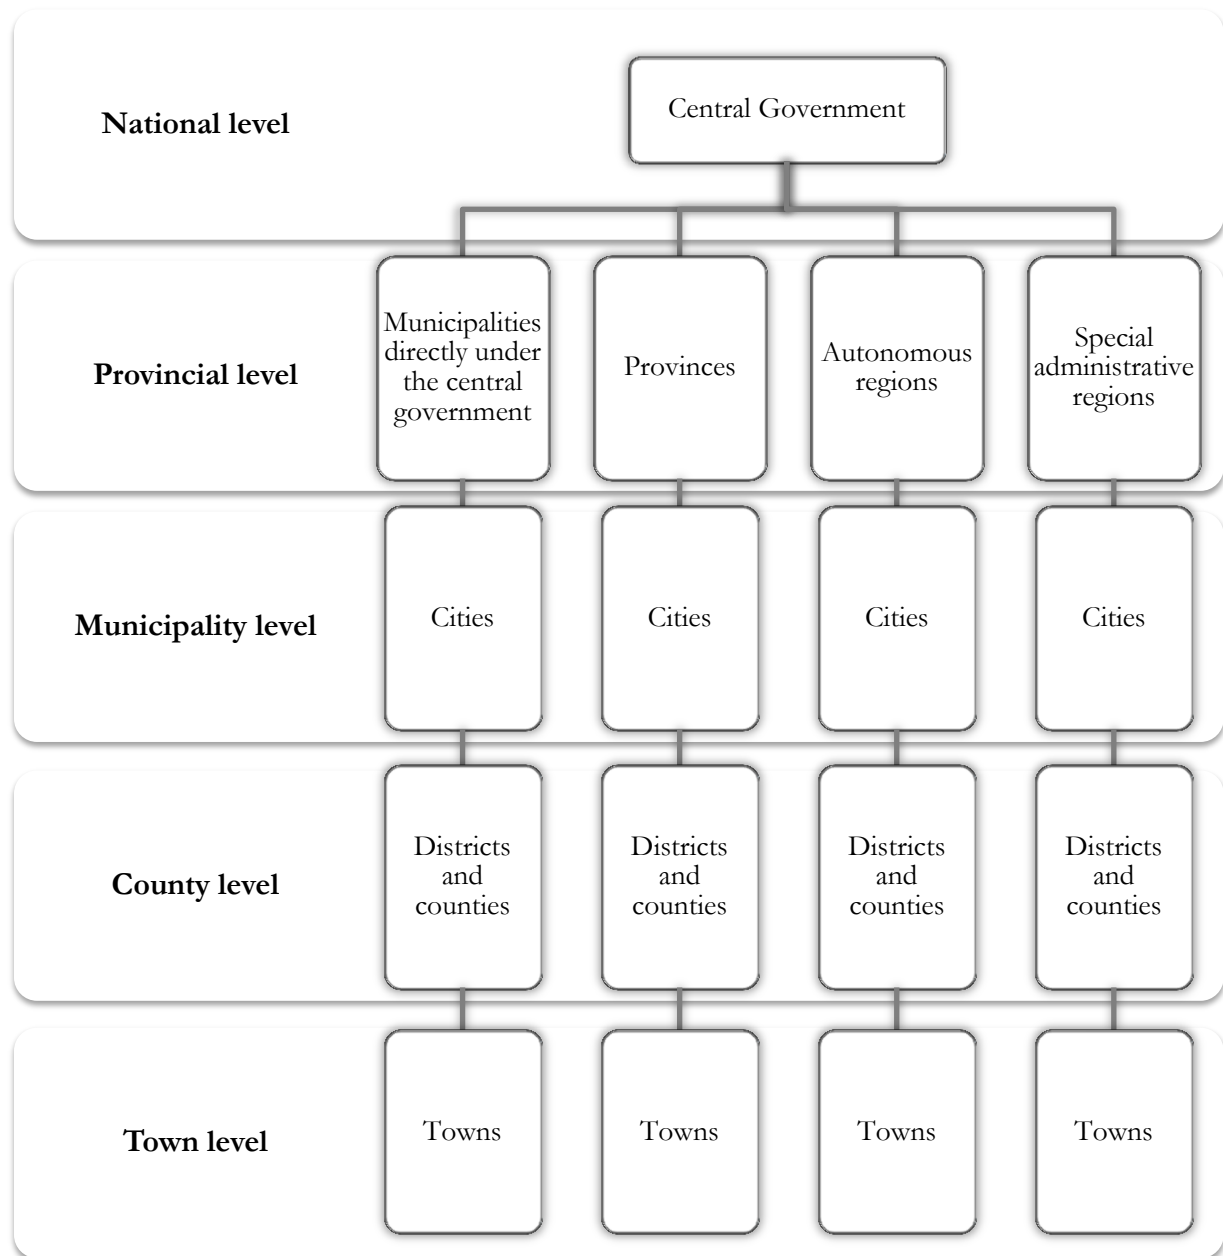 National level
Central Government
Provincial level
Municipalities
directly under
the central
government
Provinces
Autonomous
regions
Special
administrative
regions
Municipality level
Cities
Cities
Cities
Cities
County level
Districts
and
counties
Districts
and
counties
Districts
and
counties
Districts
and
counties
Town level
Towns
Towns
Towns
Towns